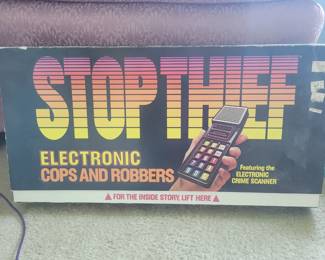 STOP THIEF
ELECTRONIC
COPS AND ROBBERS
Featuring the
ELECTRONIC
CRIME SCANNER
▲ FOR THE INSIDE STORY, LIFT HERE ▲